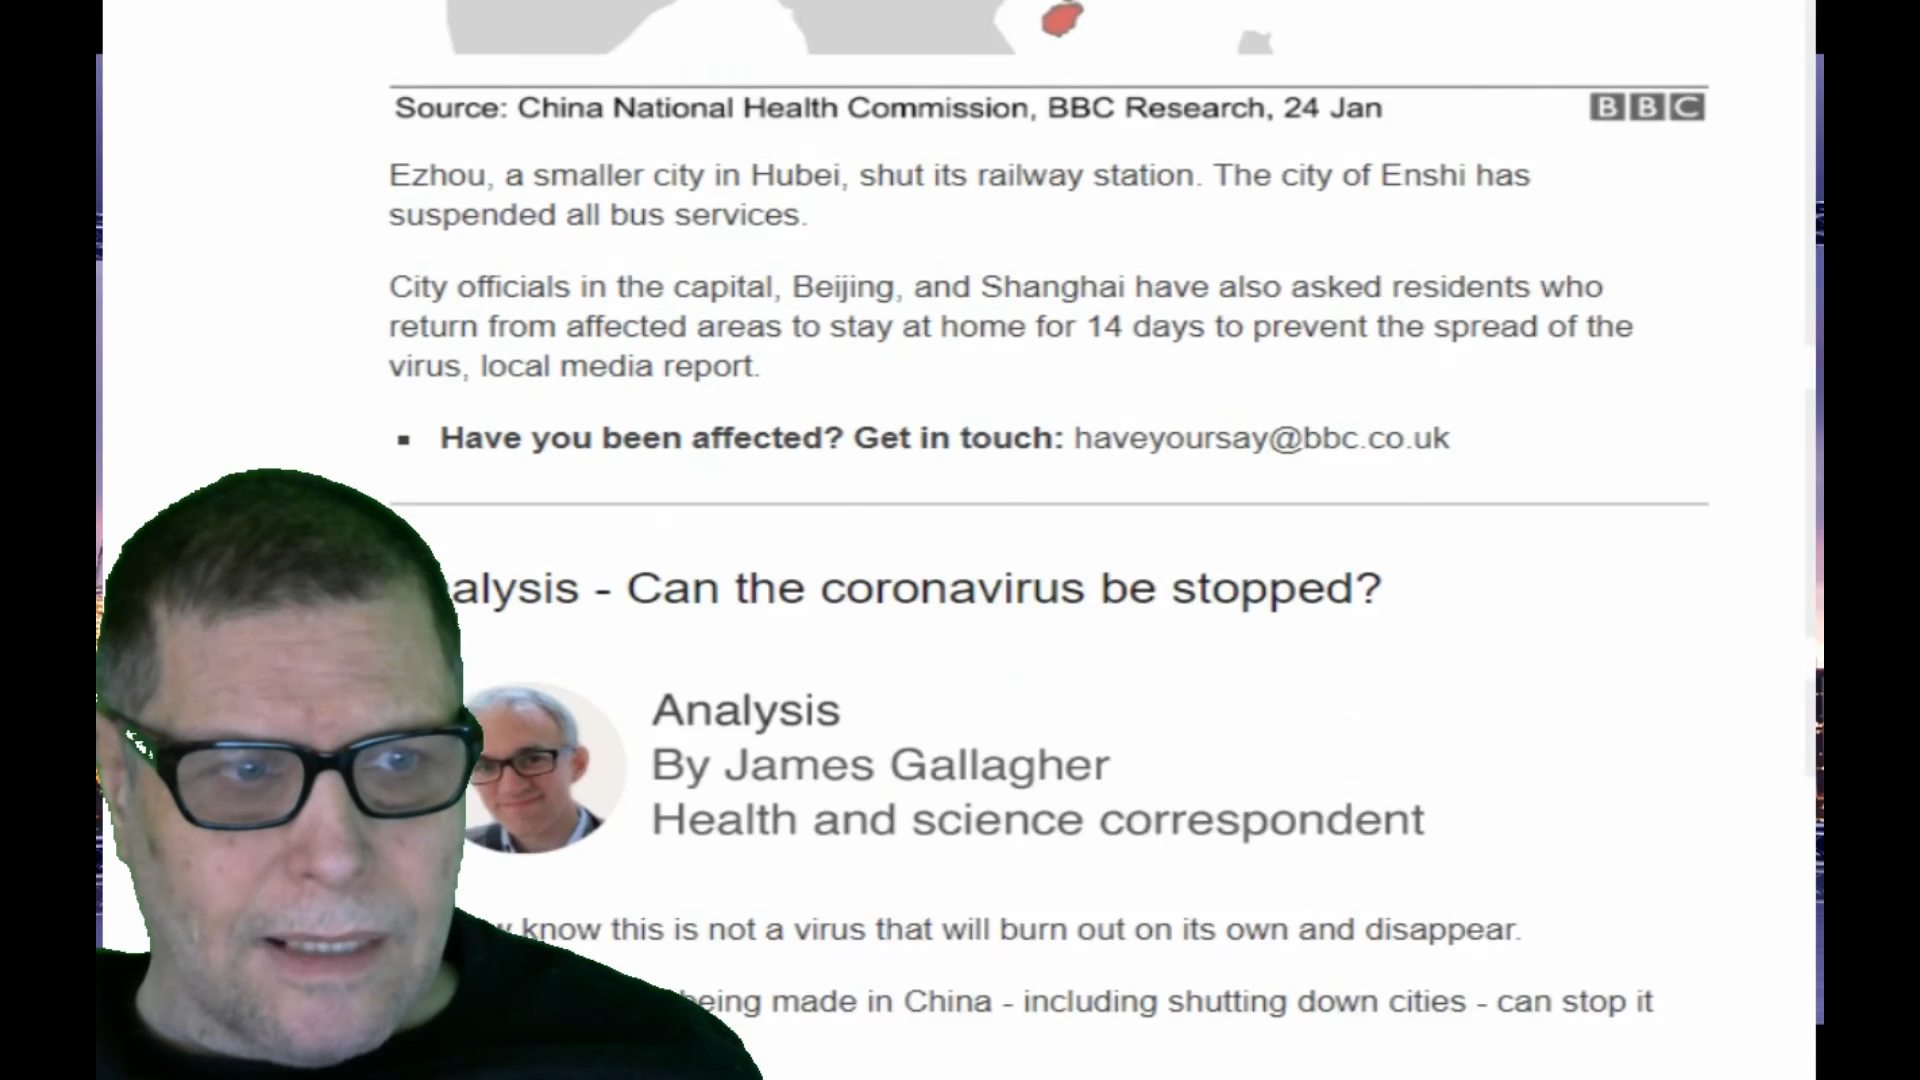 Source: China National Health Commission, BBC Research, 24 Jan
BBC
Ezhou, a smaller city in Hubei, shut its railway station. The city of Enshi has
suspended all bus services.
City officials in the capital, Beijing, and Shanghai have also asked residents who
return from affected areas to stay at home for 14 days to prevent the spread of the
virus, local media report.
▪ Have you been affected? Get in touch: haveyoursay@bbc.co.uk
alysis - Can the coronavirus be stopped?
Analysis
By James Gallagher
Health and science correspondent
know this is not a virus that will burn out on its own and disappear.
being made in China - including shutting down cities - can stop it